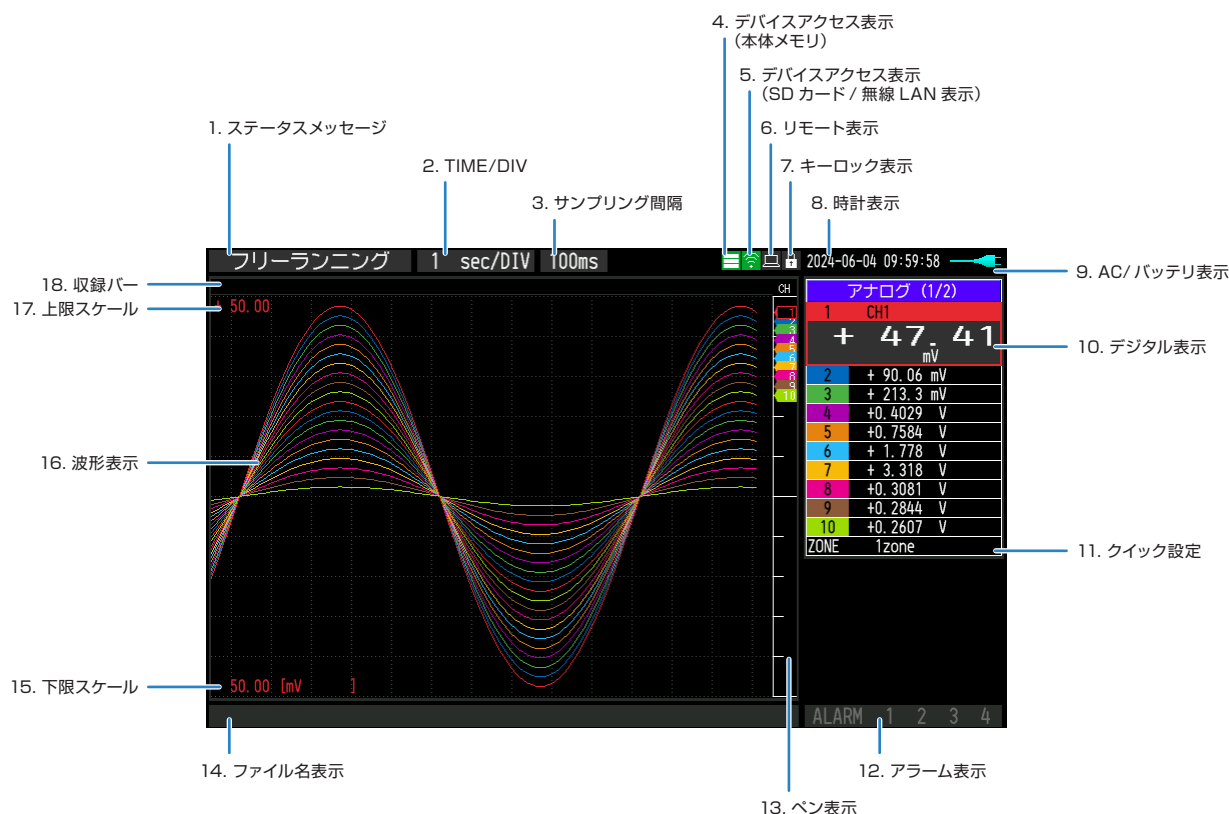 4. デバイスアクセス表示
（本体メモリ）
5. デバイスアクセス表示
（SD カード / 無線 LAN 表示）
1. ステータスメッセージ
6. リモート表示
2. TIME/DIV
7. キーロック表示
3. サンプリング間隔
8. 時計表示
フリーランニング 1 sec/DIV 100ms 2024-06-04 09:59:58
9. AC/ バッテリ表示
18. 収録バー
CH
アナログ (1/2)
17. 上限スケール
+ 50.00
1 CH1
+ 47.41
mV
10. デジタル表示
1
2
3
4
5
6
7
8
9
10
2 + 90.06 mV
3 + 213.3 mV
4 +0.4029 V
5 +0.7584 V
6 + 1.778 V
7 + 3.318 V
8 +0.3081 V
9 +0.2844 V
10 +0.2607 V
ZONE 1zone
16. 波形表示
11. クイック設定
15. 下限スケール
- 50.00 [mV ]
ALARM 1 2 3 4
14. ファイル名表示
12. アラーム表示
13. ペン表示